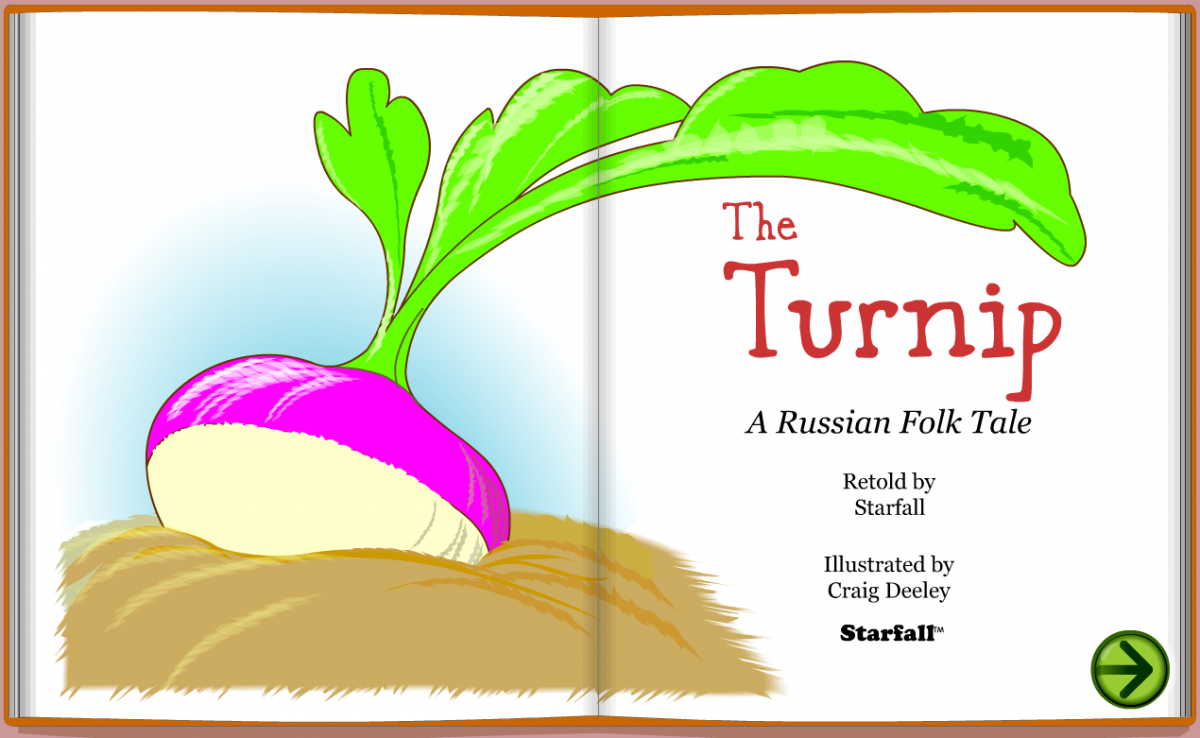 The
Turnip
A Russian Folk Tale
Retold by
Starfall
Illustrated by
Craig Deeley
Starfall™